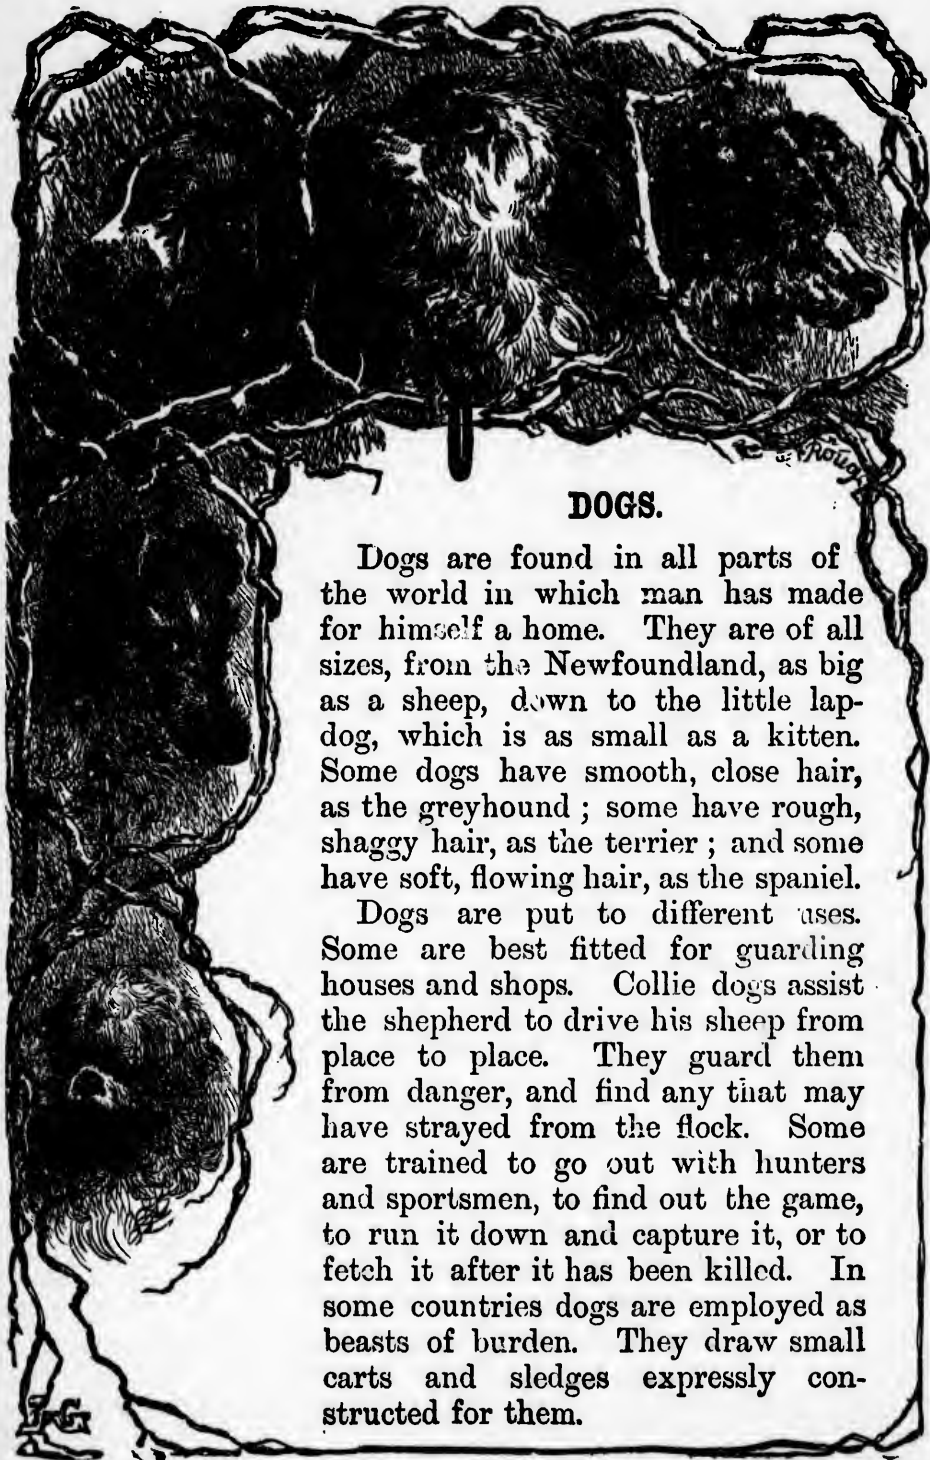 Rough
DOGS.
Dogs are found in all parts of
the world in which man has made
for himself a home. They are of all
sizes, from the Newfoundland, as big
as a sheep, down to the little lap-
dog, which is as small as a kitten.
Some dogs have smooth, close hair,
as the greyhound ; some have rough,
shaggy hair, as the terrier ; and some
have soft, flowing hair, as the spaniel.
Dogs are put to different uses.
Some are best fitted for guarding
houses and shops. Collie dogs assist
the shepherd to drive his sheep from
place to place. They guard them
from danger, and find any that may
have strayed from the flock. Some
are trained to go out with hunters
and sportsmen, to find out the game,
to run it down and capture it, or to
fetch it after it has been killed. In
some countries dogs are employed as
beasts of burden. They draw small
carts and sledges expressly con-
structed for them.